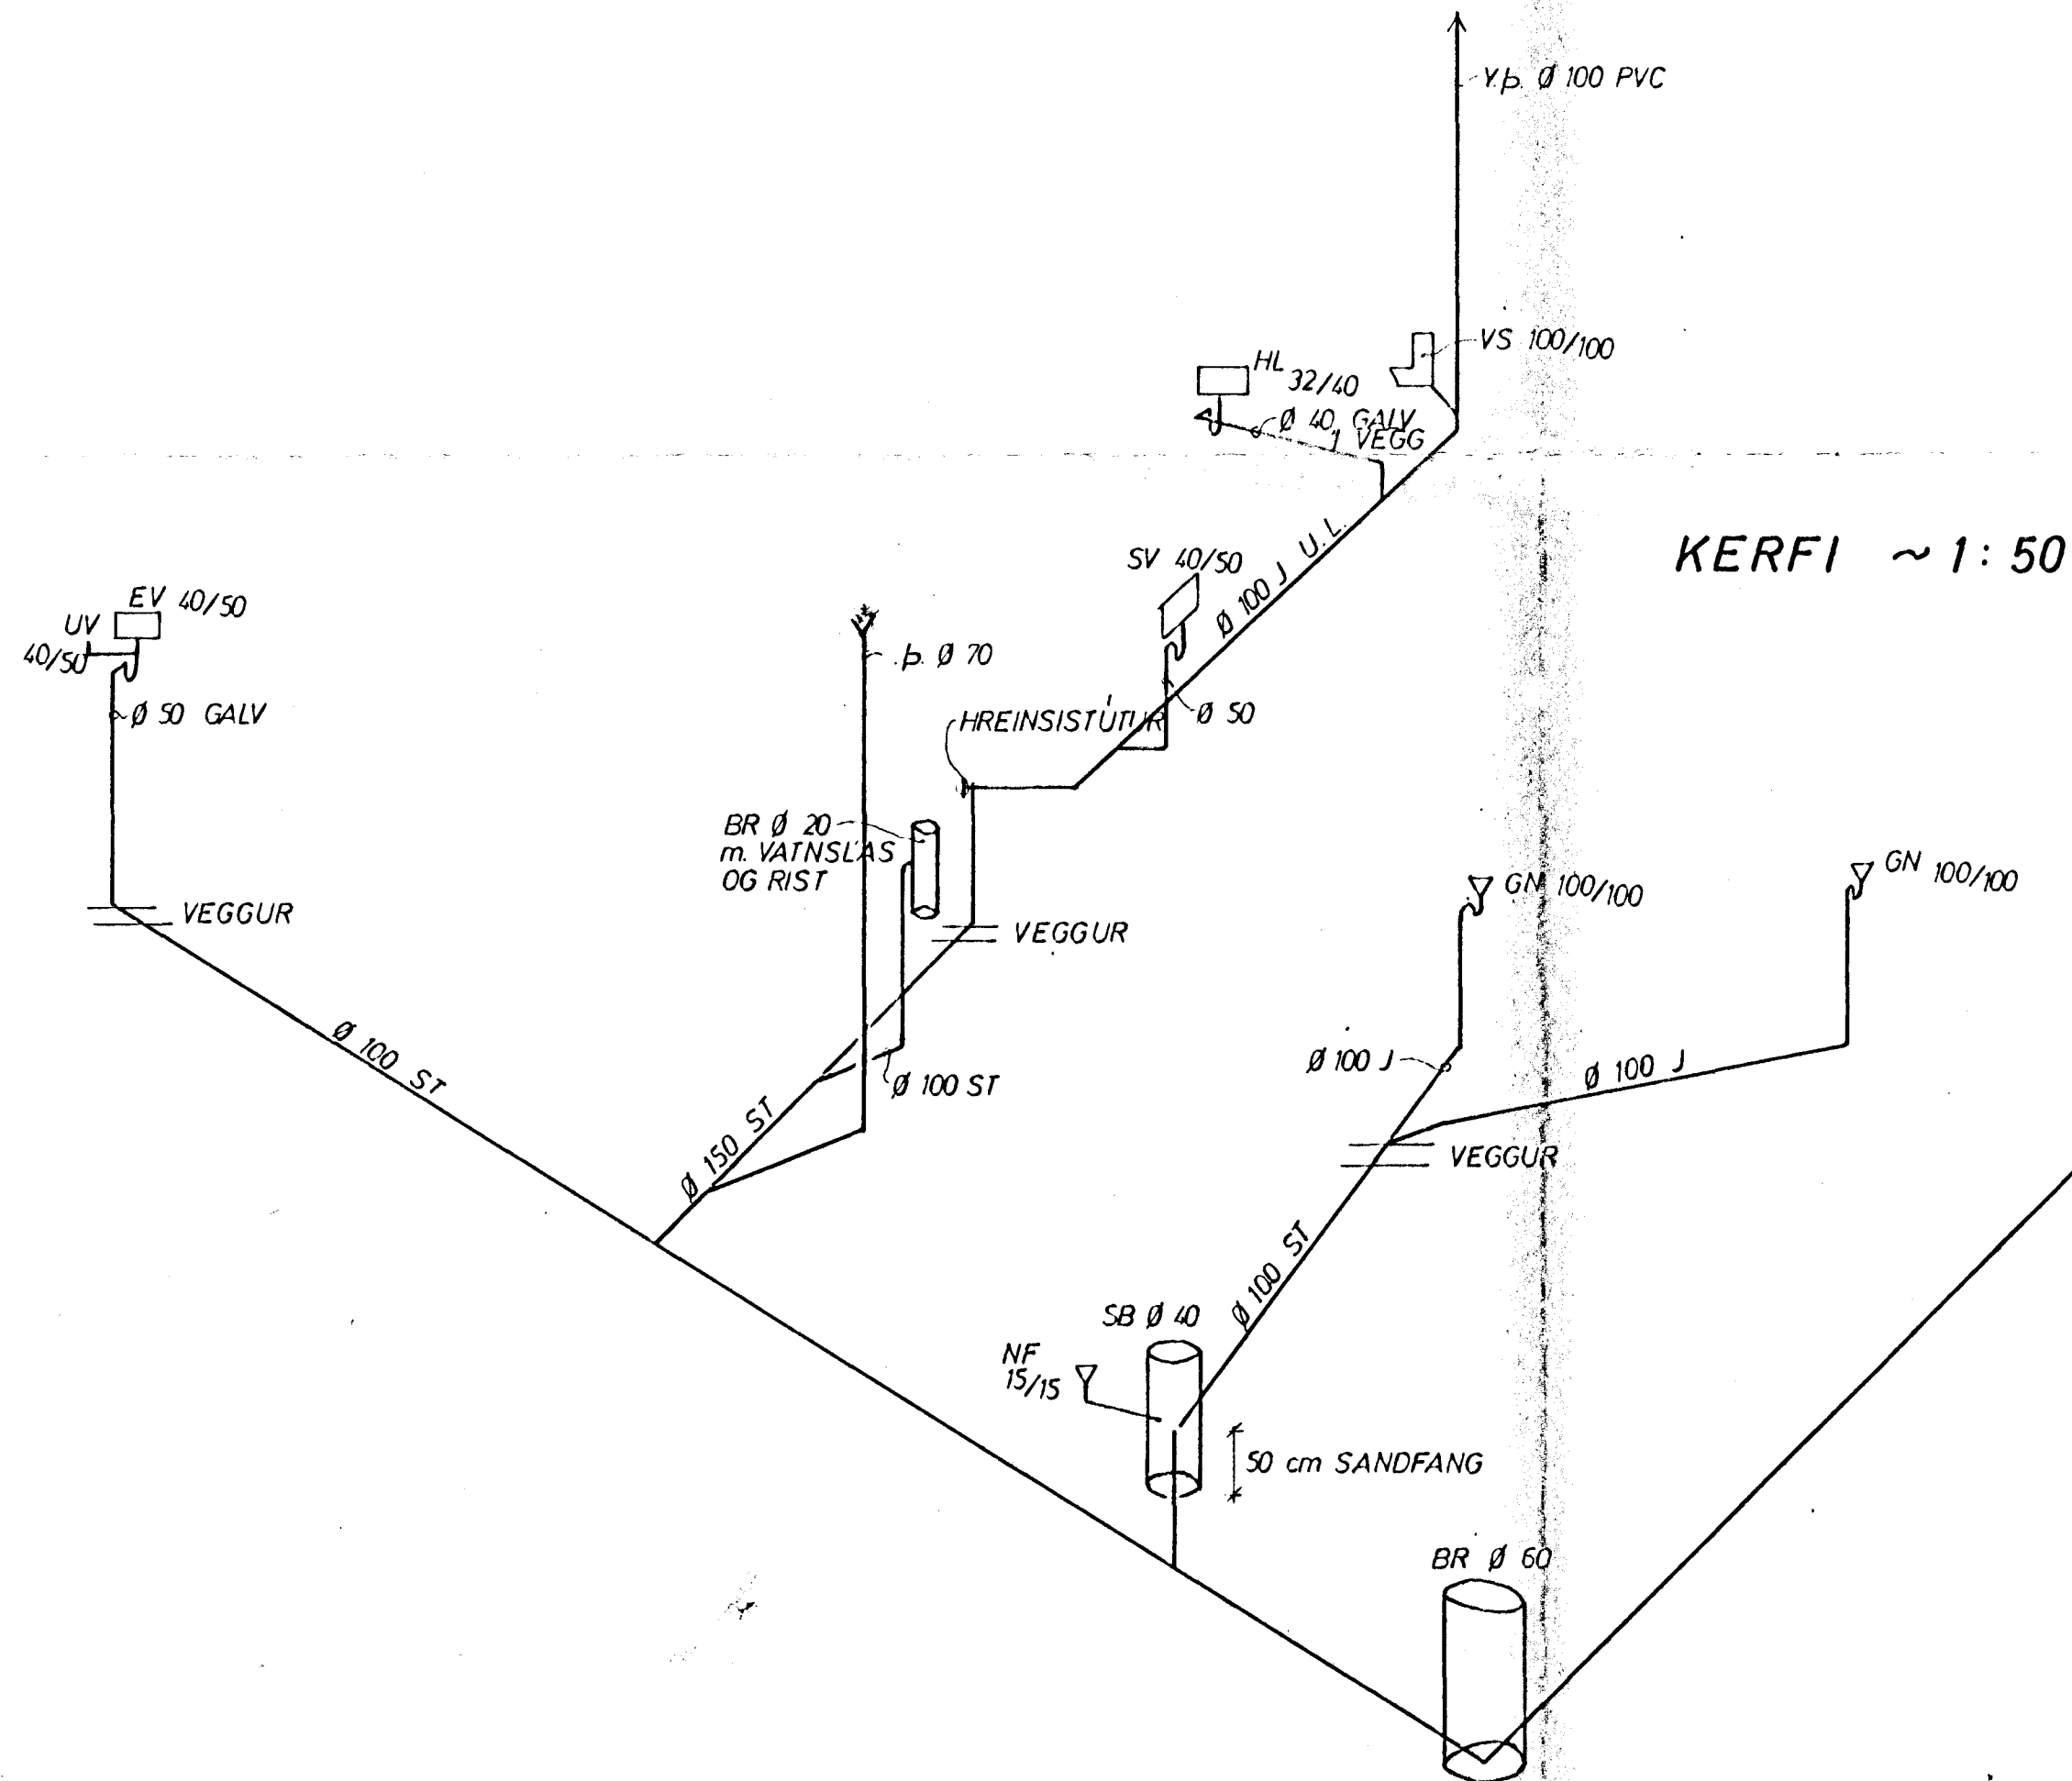 Y.þ. Ø 100 PVC
VS 100/100
HL 32/40
Ø 40 GALV
Í VEGG
KERFI ~ 1:50
SV 40/50
Ø 100 J U.L.
EV 40/50
UV
40/50
þ. Ø 70
Ø 50 GALV
HREINSISTÚTUR
Ø 50
BR Ø 20
m. VATNSLÁS
OG RIST
GN 100/100
GN 100/100
VEGGUR
VEGGUR
Ø 100 ST
Ø 100 J
Ø 100 J
Ø 100 ST
Ø 150 ST
VEGGUR
Ø 100 ST
SB Ø 40
NF
15/15
50 cm SANDFANG
BR Ø 60